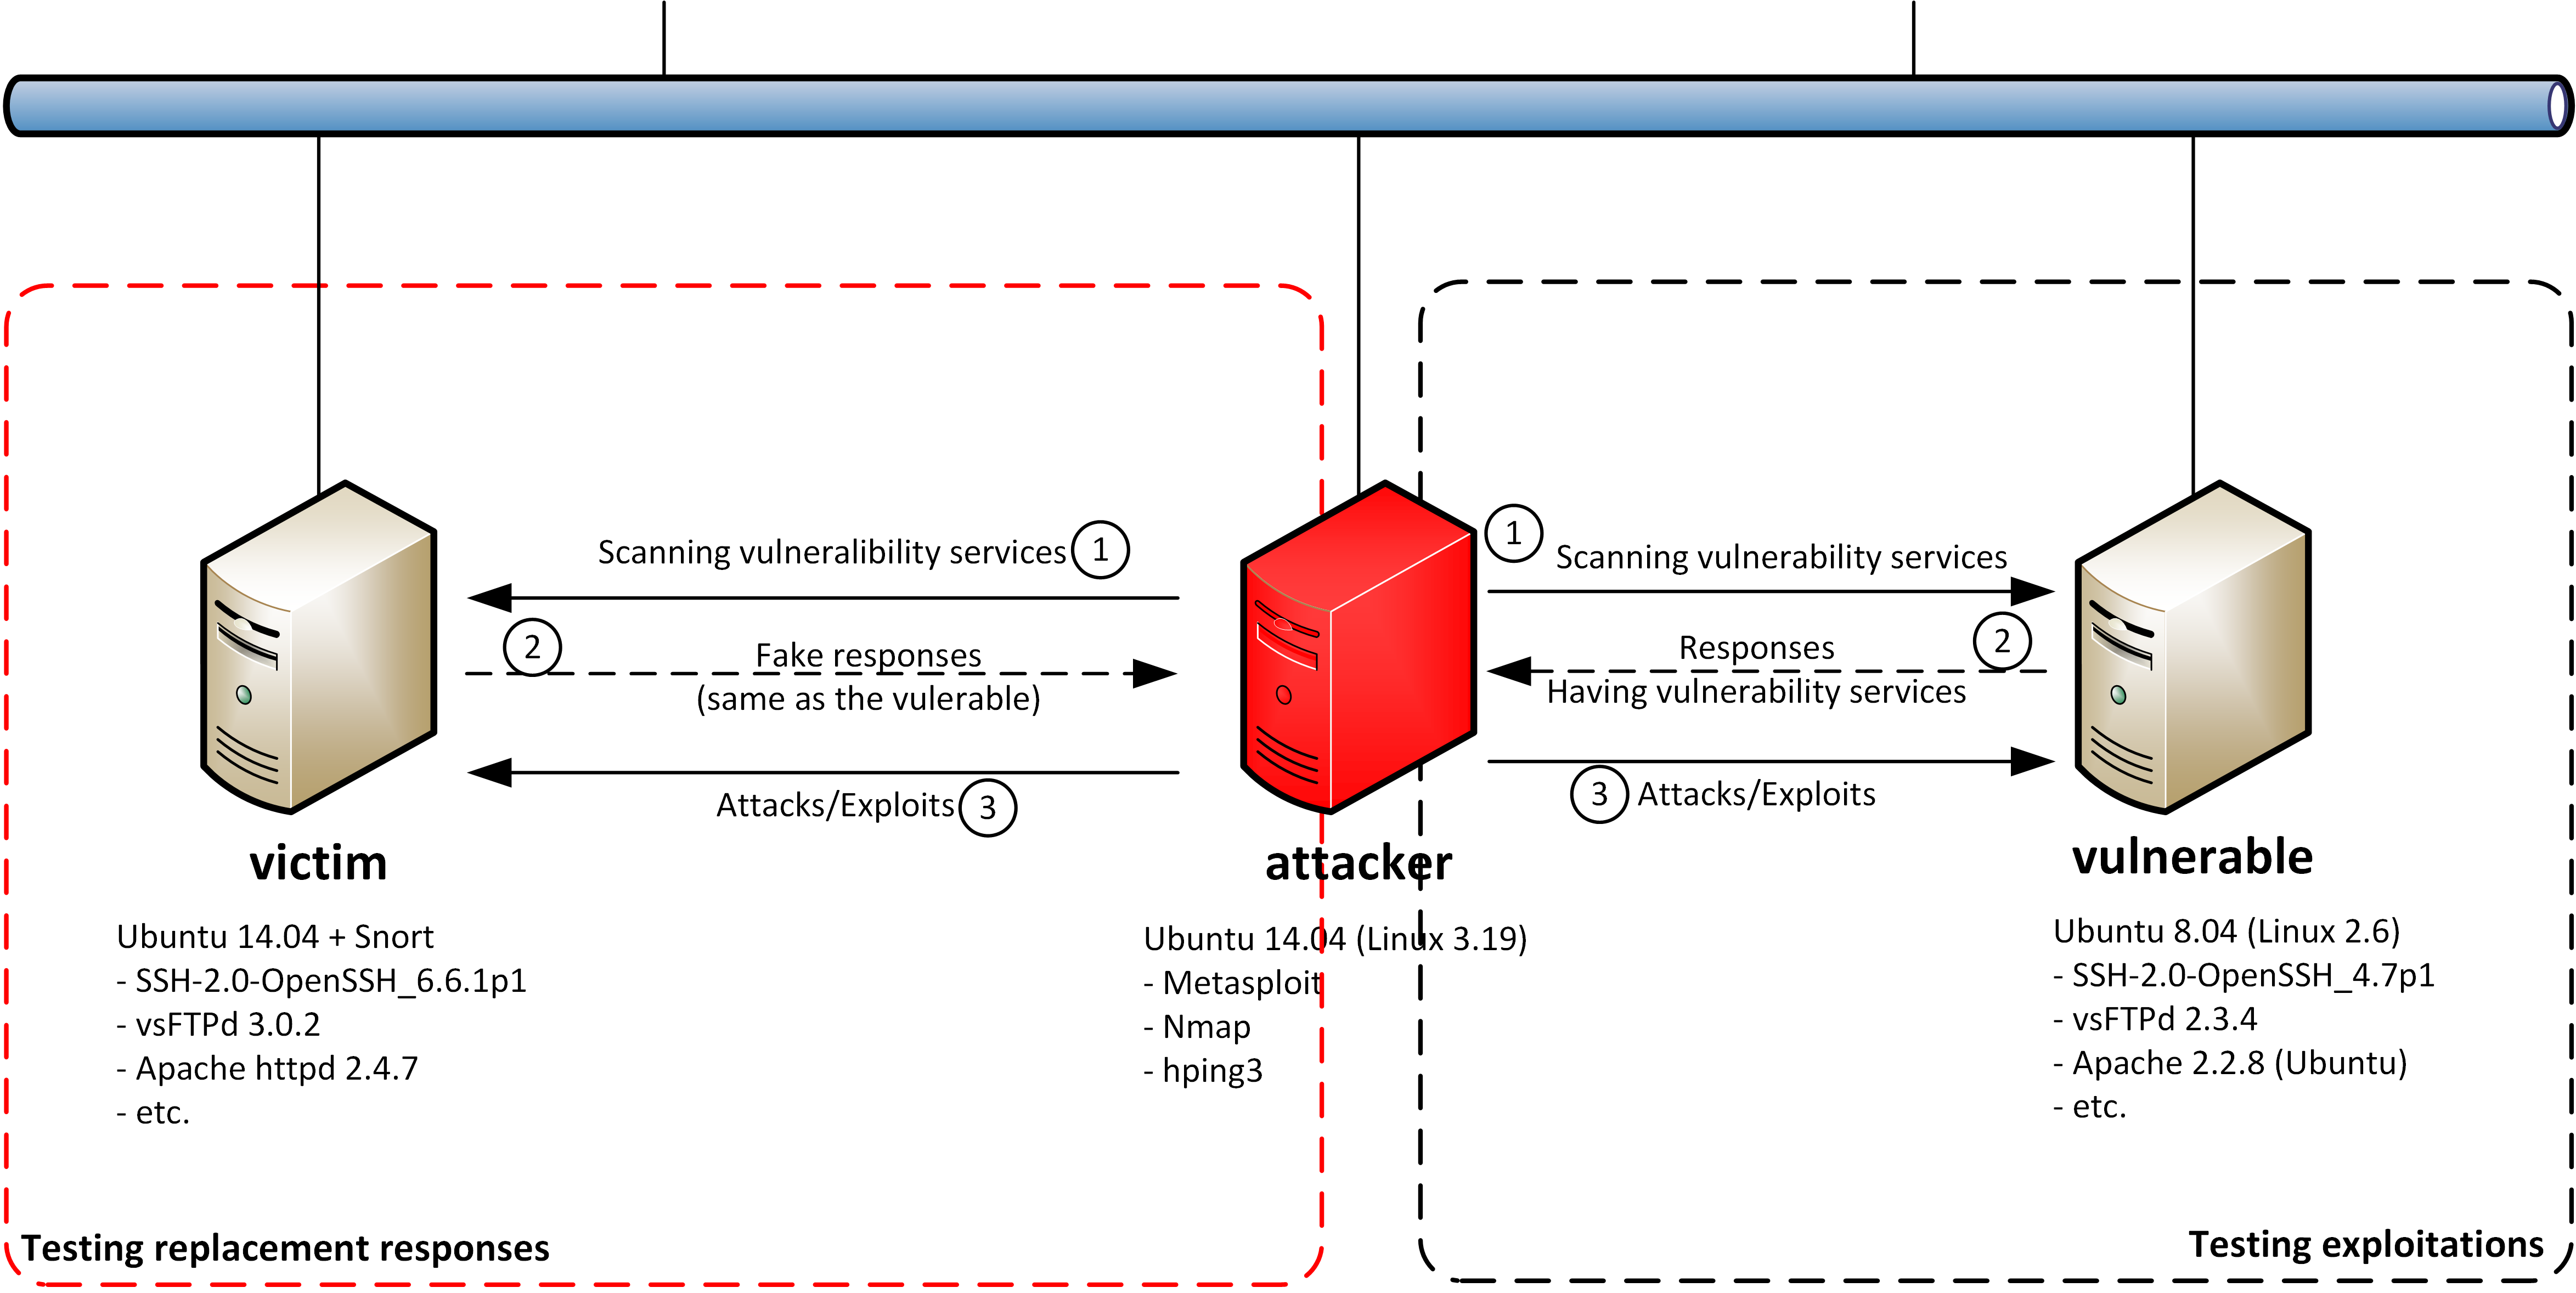 Scanning vulneralibility services 1
2
Fake responses
(same as the vulerable)
Attacks/Exploits 3
1
Scanning vulnerability services
Responses 2
Having vulnerability services
3 Attacks/Exploits
victim
Ubuntu 14.04 + Snort
- SSH-2.0-OpenSSH_6.6.1p1
- vsFTPd 3.0.2
- Apache httpd 2.4.7
- etc.
attacker
Ubuntu 14.04 (Linux 3.19)
- Metasploit
- Nmap
- hping3
vulnerable
Ubuntu 8.04 (Linux 2.6)
- SSH-2.0-OpenSSH_4.7p1
- vsFTPd 2.3.4
- Apache 2.2.8 (Ubuntu)
- etc.
Testing replacement responses
Testing exploitations